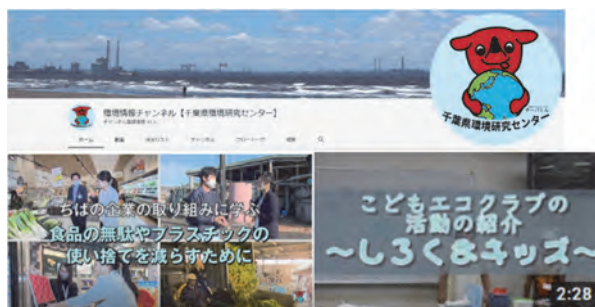 千葉県環境研究センター
環境情報チャンネル【千葉県環境研究センター】
ホーム
ちばの企業の取り組みに学ぶ
食品の無駄やプラスチックの
使い捨てを減らすために
こどもエコクラブの
活動の紹介
～しろく&キッズ～
2:28